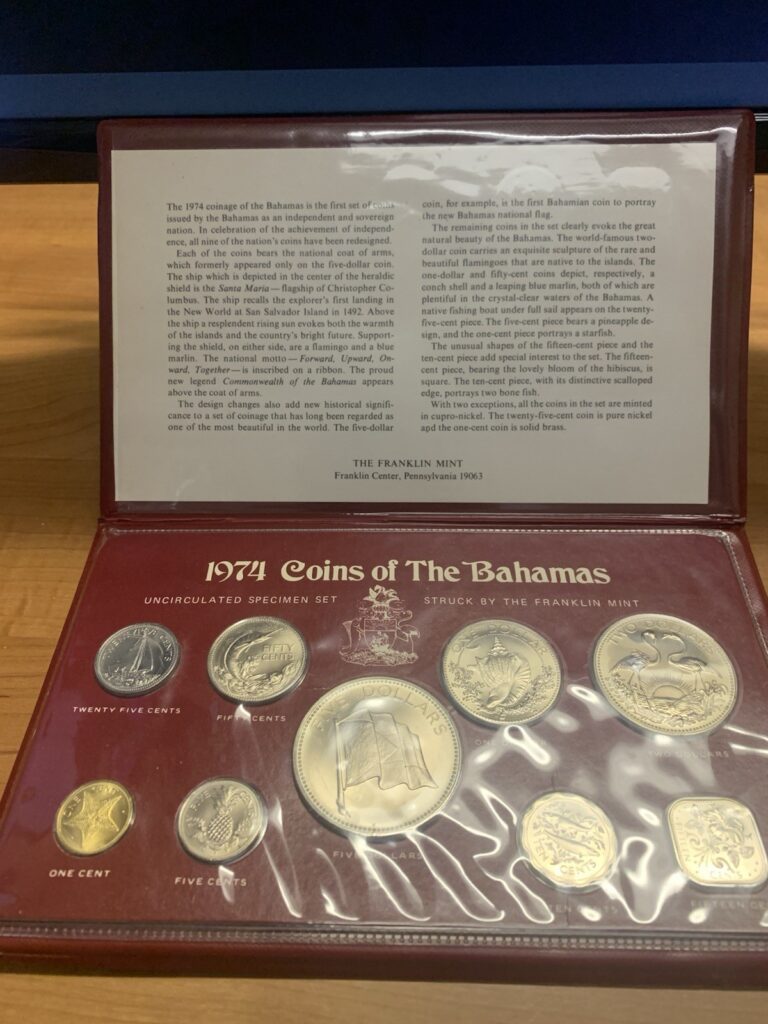 The 1974 coinage of the Bahamas is the first set of coins
issued by the Bahamas as an independent and sovereign
nation. In celebration of the achievement of independ-
ence, all nine of the nation's coins have been redesigned.
Each of the coins bears the national coat of arms,
which formerly appeared only on the five-dollar coin.
The ship which is depicted in the center of the heraldic
shield is the Santa Maria—flagship of Christopher Co-
lumbus. The ship recalls the explorer's first landing in
the New World at San Salvador Island in 1492. Above
the ship a resplendent rising sun evokes both the warmth
of the islands and the country's bright future. Support-
ing the shield, on either side, are a flamingo and a blue
marlin. The national motto—Forward, Upward, On-
ward, Together—is inscribed on a ribbon. The proud
new legend Commonwealth of the Bahamas appears
above the coat of arms.
The design changes also add new historical signifi-
cance to a set of coinage that has long been regarded as
one of the most beautiful in the world. The five-dollar
coin, for example, is the first Bahamian coin to portray
the new Bahamas national flag.
The remaining coins in the set clearly evoke the great
natural beauty of the Bahamas. The world-famous two-
dollar coin carries an exquisite sculpture of the rare and
beautiful flamingoes that are native to the islands. The
one-dollar and fifty-cent coins depict, respectively, a
conch shell and a leaping blue marlin, both of which are
plentiful in the crystal-clear waters of the Bahamas. A
native fishing boat under full sail appears on the twenty-
five-cent piece. The five-cent piece bears a pineapple de-
sign, and the one-cent piece portrays a starfish.
The unusual shapes of the fifteen-cent piece and the
ten-cent piece add special interest to the set. The fifteen-
cent piece, bearing the lovely bloom of the hibiscus, is
square. The ten-cent piece, with its distinctive scalloped
edge, portrays two bone fish.
With two exceptions, all the coins in the set are minted
in cupro-nickel. The twenty-five-cent coin is pure nickel
and the one-cent coin is solid brass.
THE FRANKLIN MINT
Franklin Center, Pennsylvania 19063
1974 Coins of The Bahamas
UNCIRCULATED SPECIMEN SET
STRUCK BY THE FRANKLIN MINT
TWENTY FIVE CENTS
FIFTY
CENTS
ONE DOLLAR
TWO DOLLARS
TWENTY FIVE CENTS
FIFTY CENTS
TWO DOLLARS
DOLLARS
ONE CENT
FIVE CENTS
FIVE DOLLARS
TEN CENTS
TEN CENTS
FIFTEEN